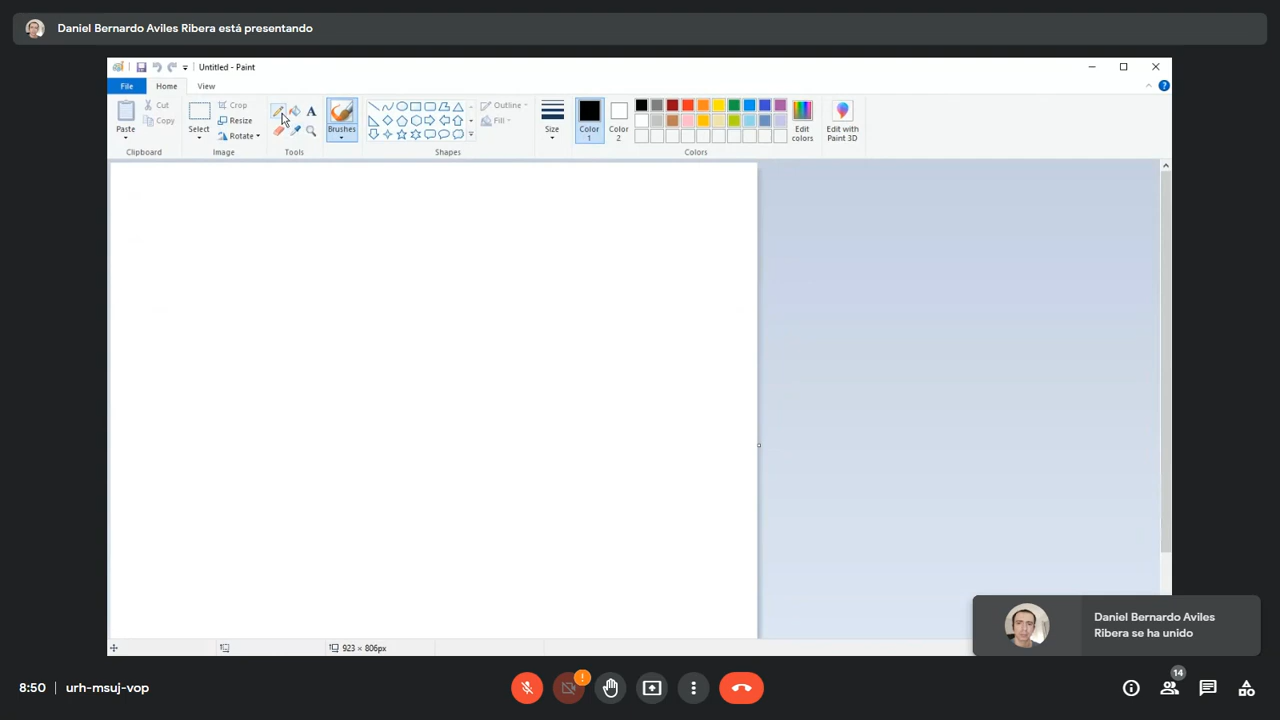 Daniel Bernardo Aviles Ribera está presentando
Untitled - Paint
File Home View
Paste
Cut
Copy
Clipboard
Select
Crop
Resize
Rotate
Image
A
Tools
Brushes
Shapes
Outline
Fill
Size
Color
1
Color
2
Colors
Edit
colors
Edit with
Paint 3D
?
923 × 806px
Daniel Bernardo Aviles
Ribera se ha unido
8:50 | urh-msuj-vop
!
14